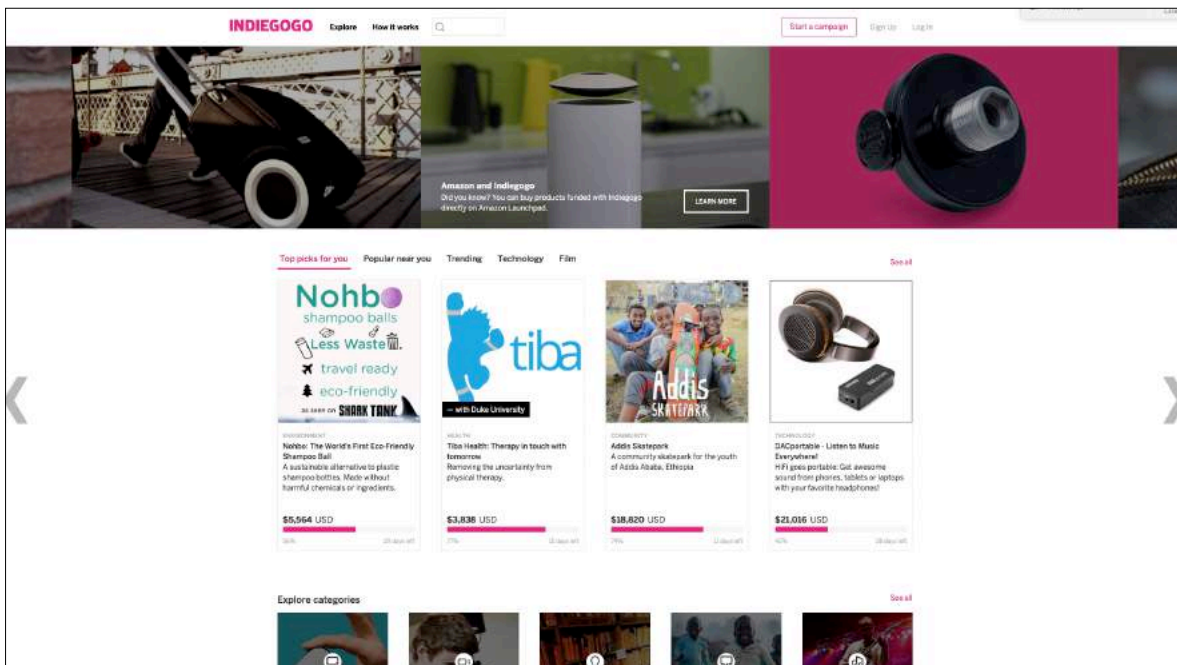 INDIEGOGO
Explore
How it works
Start a campaign
Sign Up
Log In
Amazon and Indiegogo
Did you know? You can buy products funded with Indiegogo
directly on Amazon Launchpad.
LEARN MORE
Top picks for you
Popular near you
Trending
Technology
Film
See all
Nohbo
shampoo balls
Less Waste
travel ready
eco-friendly
as seen on SHARK TANK
ENVIRONMENT
Nohbo: The World's First Eco-Friendly
Shampoo Ball
A sustainable alternative to plastic
shampoo bottles. Made without
harmful chemicals or ingredients.
$5,564 USD
tiba
— with Duke University
HEALTH
Tiba Health: Therapy in touch with
tomorrow
Removing the uncertainty from
physical therapy.
$3,838 USD
77%
Addis
SKATEPARK
COMMUNITY
Addis Skatepark
A community skatepark for the youth
of Addis Ababa, Ethiopia
$18,820 USD
TECHNOLOGY
DACportable - Listen to Music
Everywhere!
HiFi goes portable: Get awesome
sound from phones, tablets or laptops
with your favorite headphones!
$21,016 USD
Explore categories
See all